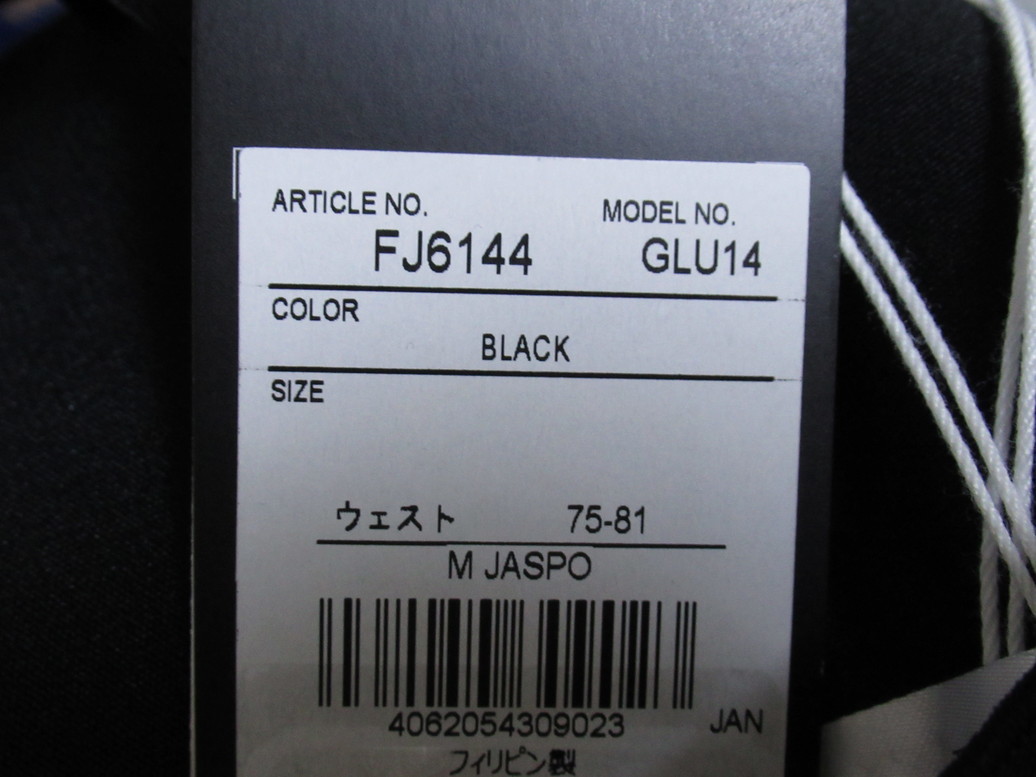 ARTICLE NO. MODEL NO.
FJ6144 GLU14
COLOR
BLACK
SIZE
ウェスト 75-81
M JASPO
4062054309023 JAN
フィリピン製